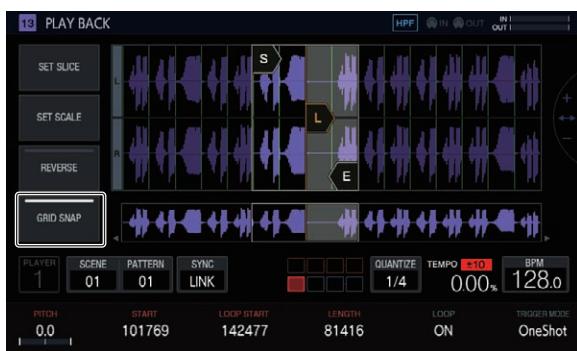 13 PLAY BACK
HPF IN OUT IN OUT
SET SLICE
SET SCALE
REVERSE
GRID SNAP
L
R
S
L
E
PLAYER 1
SCENE 01
PATTERN 01
SYNC LINK
QUANTIZE 1/4
TEMPO ±10 0.00%
BPM 128.0
PITCH 0.0
START 101769
LOOP START 142477
LENGTH 81416
LOOP ON
TRIGGER MODE OneShot